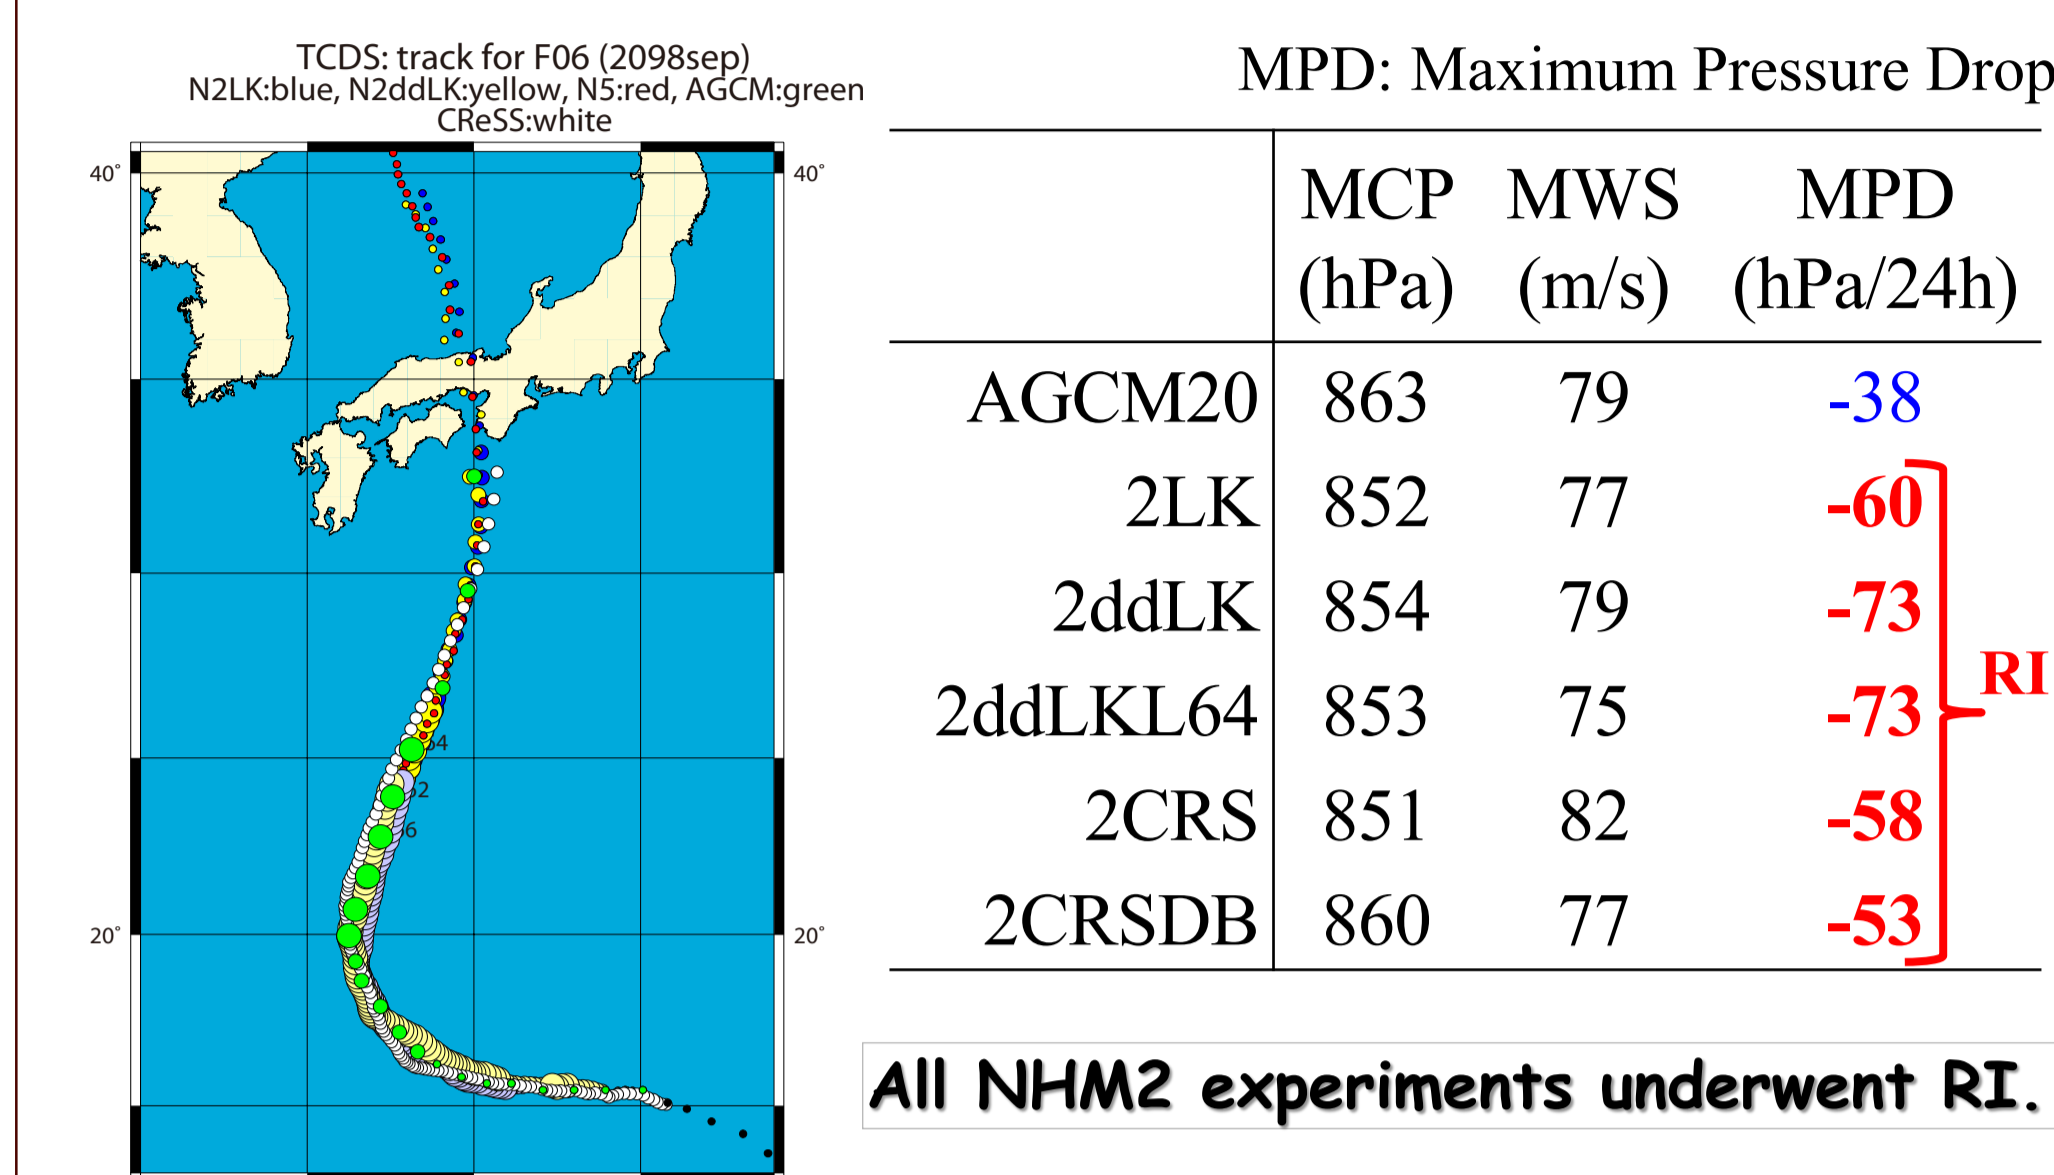 TCDS: track for F06 (2098sep)
N2LK:blue, N2ddLK:yellow, N5:red, AGCM:green
CReSS:white
40° 40°
54
52
6
20° 20°
MPD: Maximum Pressure Drop
MCP MWS MPD
(hPa) (m/s) (hPa/24h)
AGCM20 863 79 -38
2LK 852 77 -60
2ddLK 854 79 -73
RI
2ddLKL64 853 75 -73
2CRS 851 82 -58
2CRSDB 860 77 -53
All NHM2 experiments underwent RI.